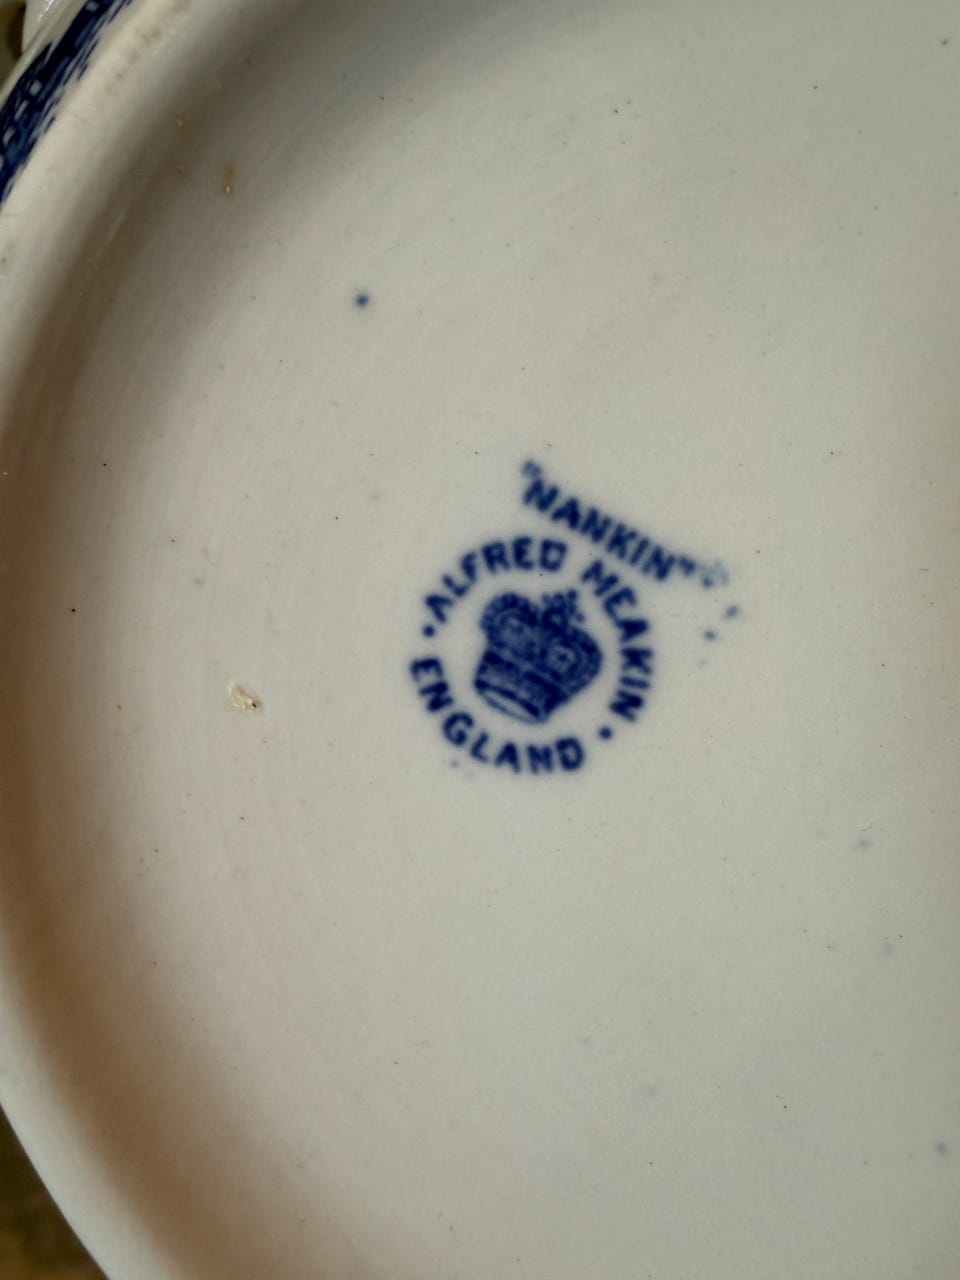 "NANKIN"
• ALFRED MEAKIN •
ENGLAND